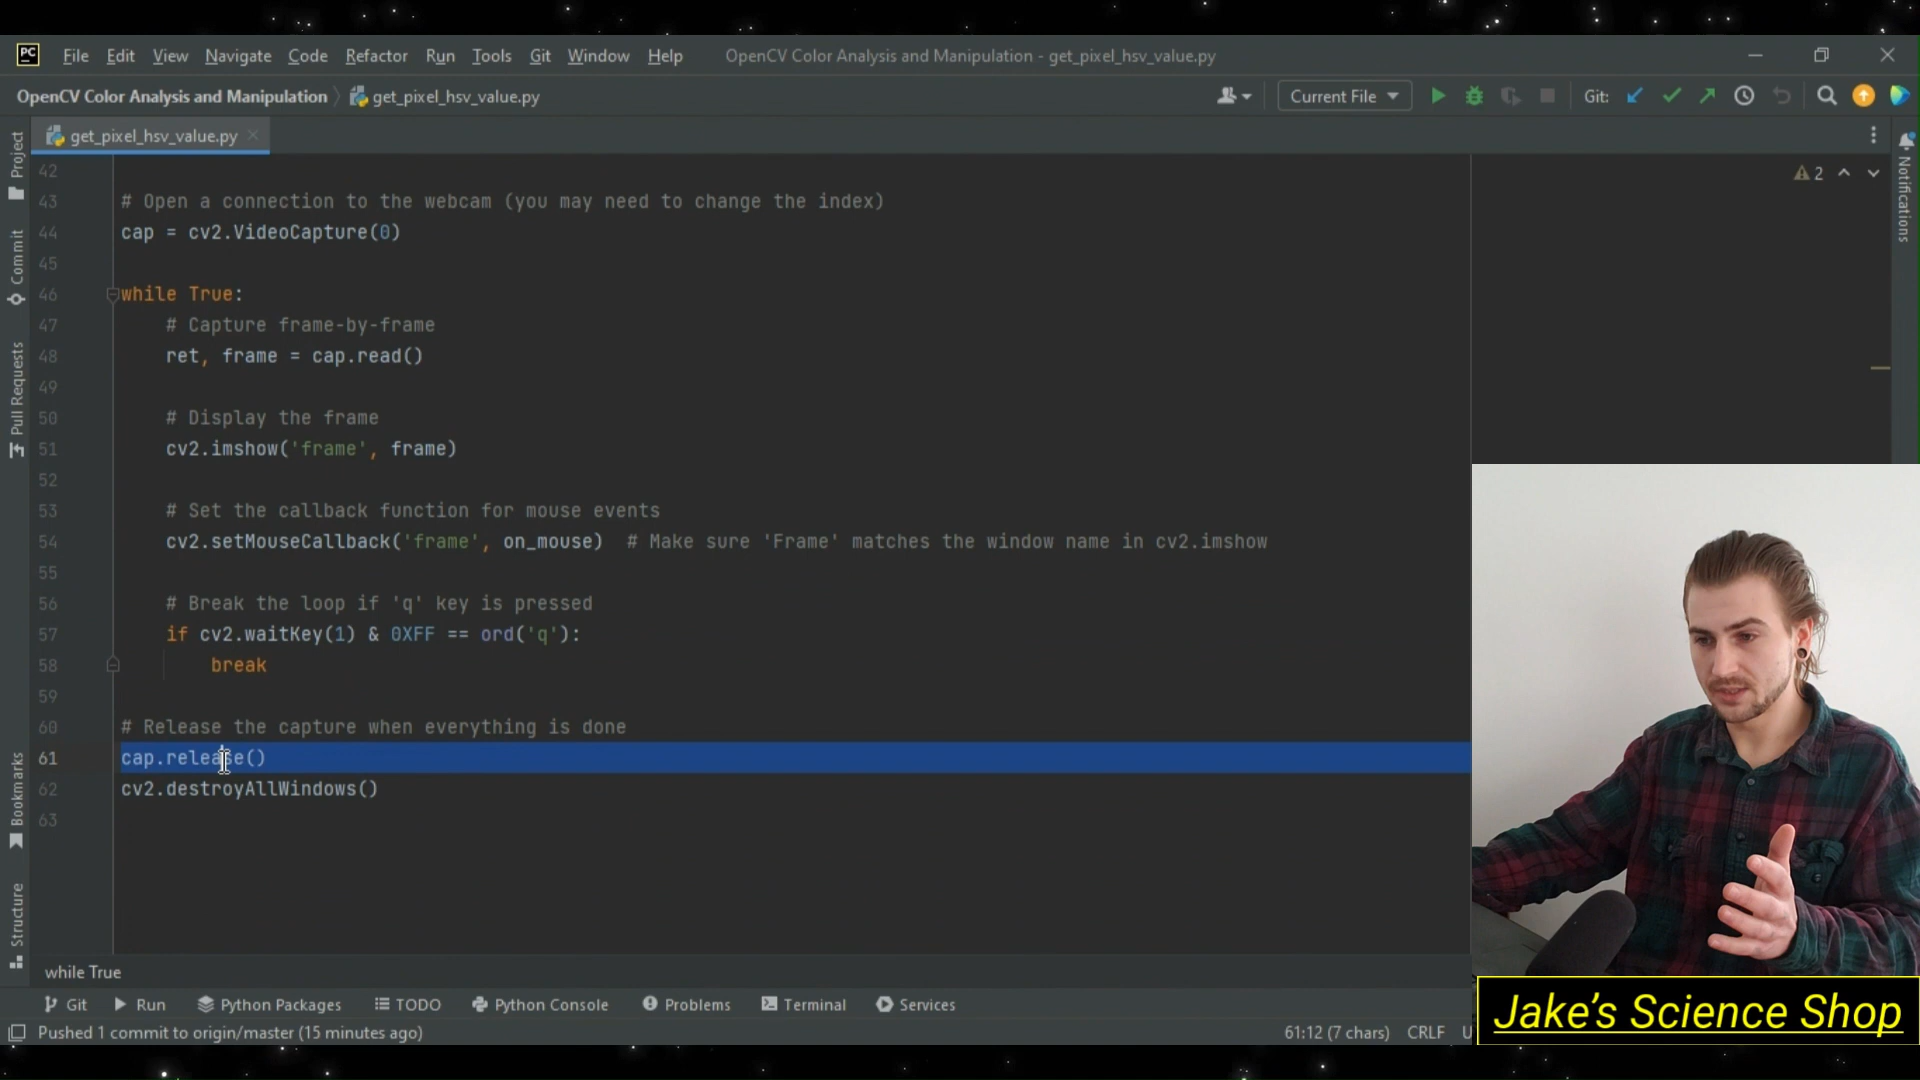 PC File Edit View Navigate Code Refactor Run Tools Git Window Help OpenCV Color Analysis and Manipulation - get_pixel_hsv_value.py
OpenCV Color Analysis and Manipulation get_pixel_hsv_value.py Current File Git:
get_pixel_hsv_value.py
Project
Commit
Pull Requests
Bookmarks
Structure
Notifications
2
42
43 # Open a connection to the webcam (you may need to change the index)
44 cap = cv2.VideoCapture(0)
45
46 while True:
47 # Capture frame-by-frame
48 ret, frame = cap.read()
49
50 # Display the frame
51 cv2.imshow('frame', frame)
52
53 # Set the callback function for mouse events
54 cv2.setMouseCallback('frame', on_mouse) # Make sure 'Frame' matches the window name in cv2.imshow
55
56 # Break the loop if 'q' key is pressed
57 if cv2.waitKey(1) & 0XFF == ord('q'):
58 break
59
60 # Release the capture when everything is done
61 cap.release()
62 cv2.destroyAllWindows()
63
while True
Git Run Python Packages TODO Python Console Problems Terminal Services
Pushed 1 commit to origin/master (15 minutes ago) 61:12 (7 chars) CRLF U
Jake's Science Shop